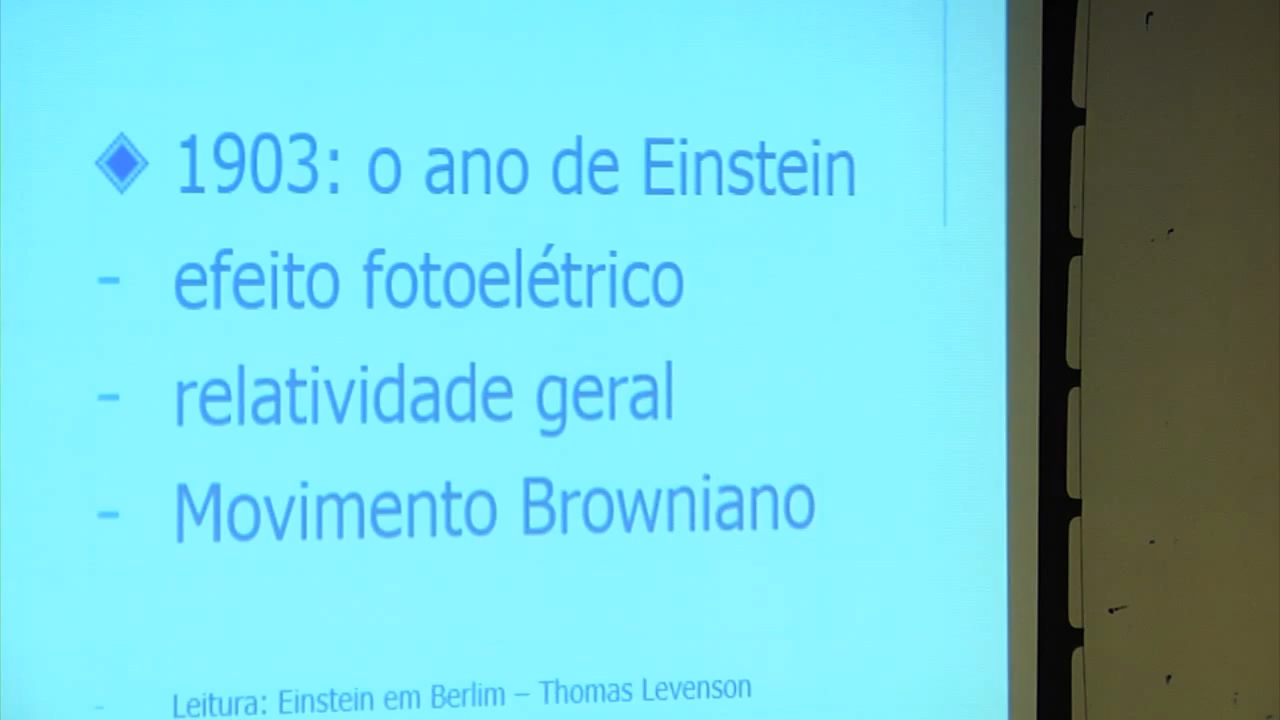 1903: o ano de Einstein
- efeito fotoelétrico
- relatividade geral
- Movimento Browniano
- Leitura: Einstein em Berlim – Thomas Levenson